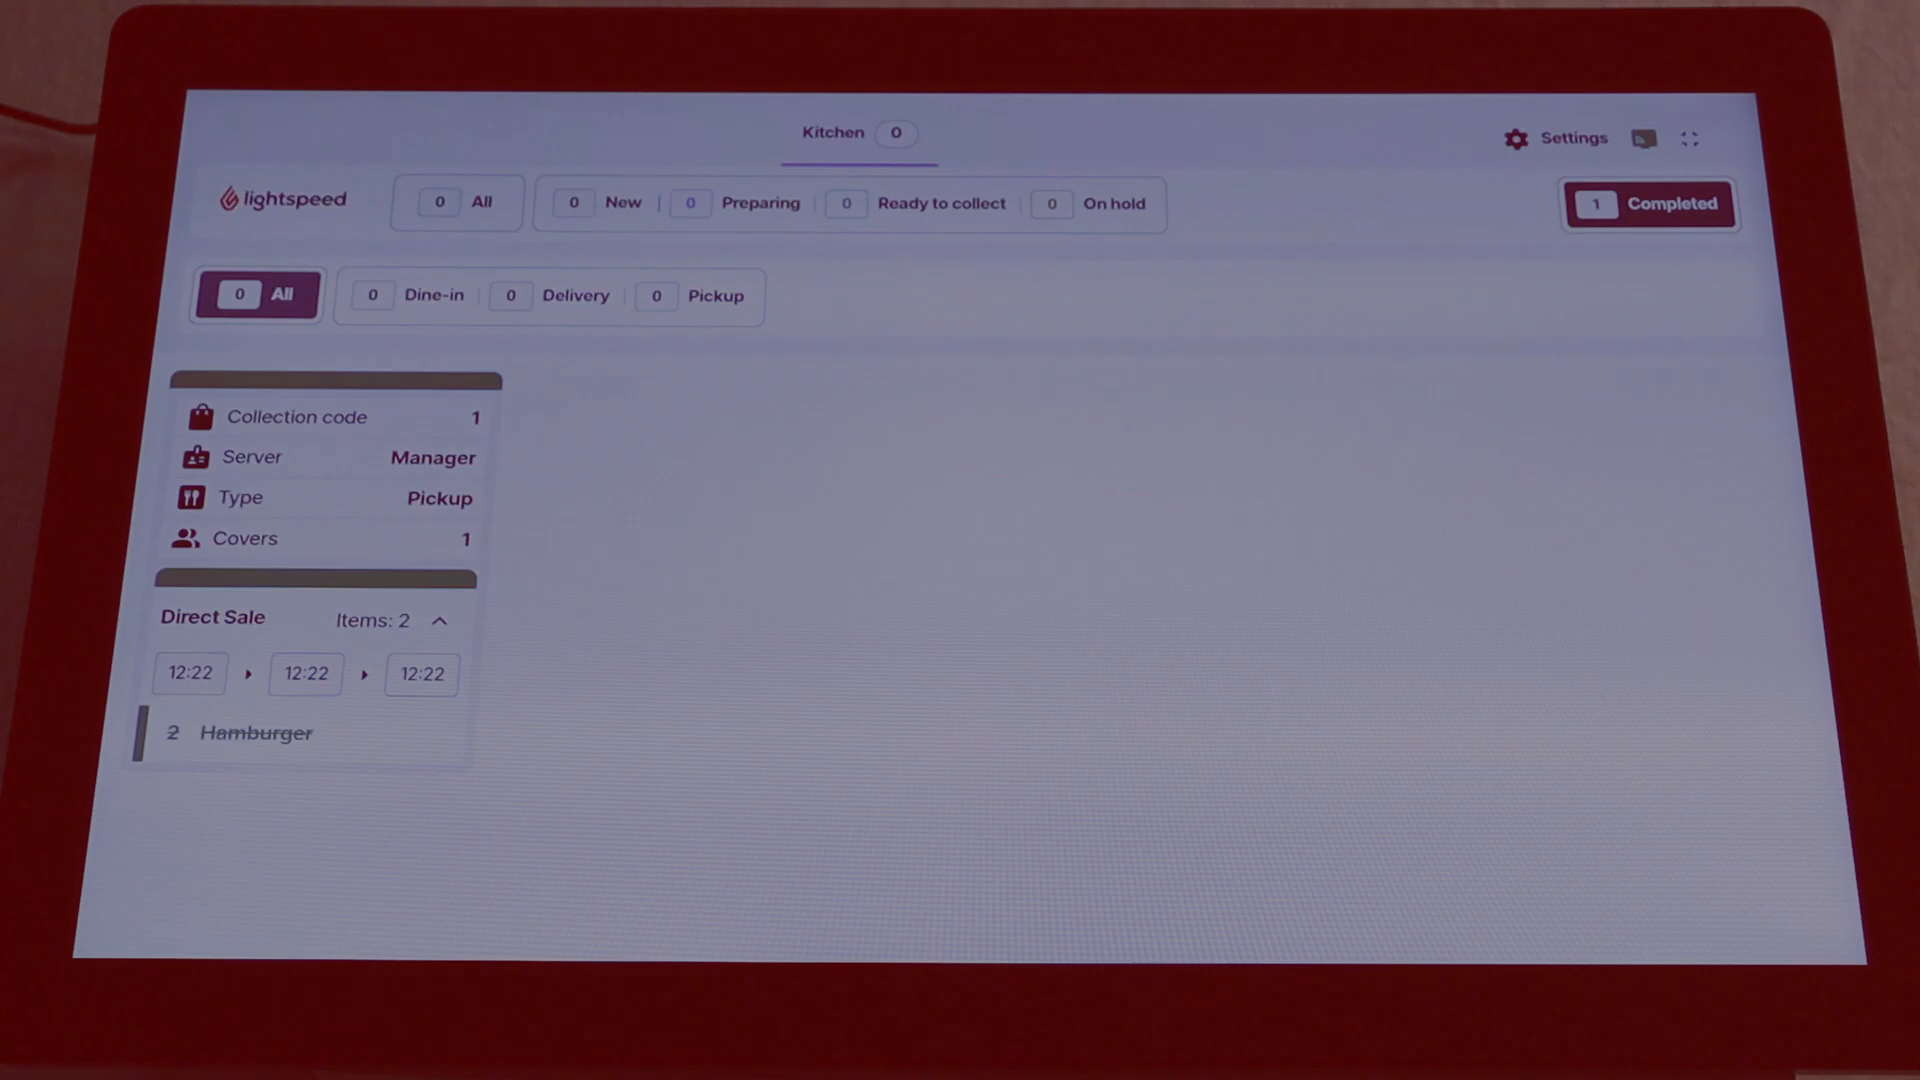 Kitchen 0
Settings
lightspeed
0 All
0 New
0 Preparing
0 Ready to collect
0 On hold
1 Completed
0 All
0 Dine-in
0 Delivery
0 Pickup
Collection code 1
Server Manager
Type Pickup
Covers 1
Direct Sale Items: 2
12:22 12:22 12:22
2 Hamburger